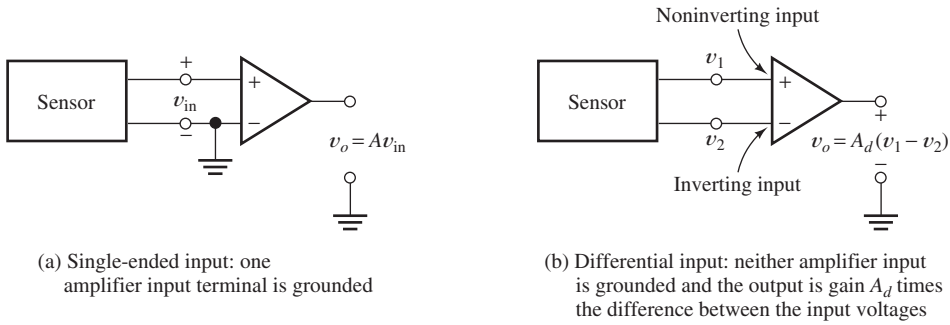 Sensor
+
v_in
−
+
−
v_o = Av_in
(a) Single-ended input: one
amplifier input terminal is grounded
Noninverting input
Sensor
v_1
v_2
+
−
Inverting input
+
v_o = A_d(v_1 − v_2)
−
(b) Differential input: neither amplifier input
is grounded and the output is gain A_d times
the difference between the input voltages